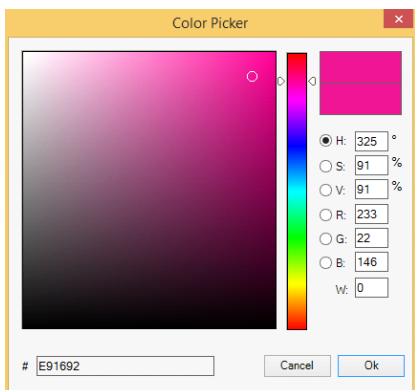 Color Picker
H: 325 °
S: 91 %
V: 91 %
R: 233
G: 22
B: 146
W: 0
# E91692 Cancel Ok